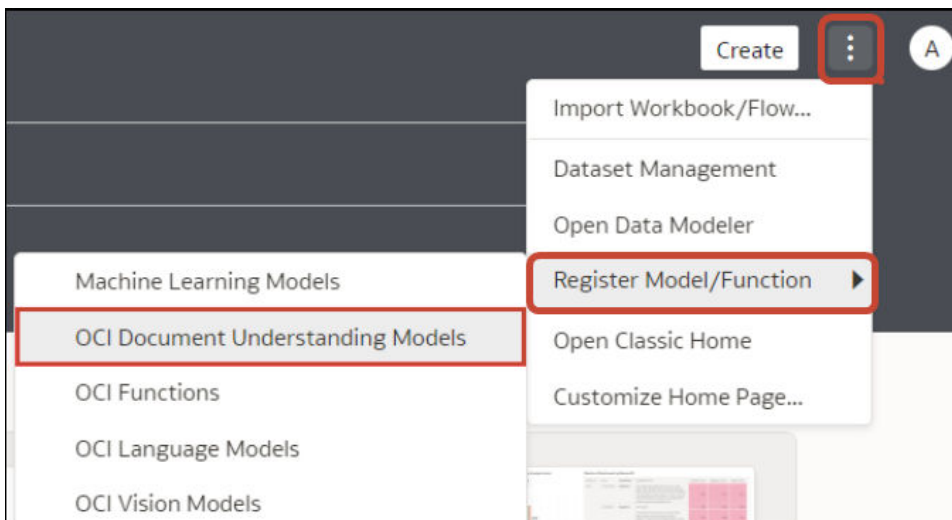 Create
A
Import Workbook/Flow...
Dataset Management
Open Data Modeler
Register Model/Function
Open Classic Home
Customize Home Page...
Machine Learning Models
OCI Document Understanding Models
OCI Functions
OCI Language Models
OCI Vision Models